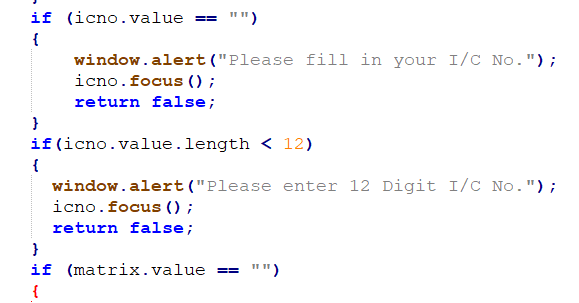 if (icno.value == "")
{
window.alert("Please fill in your I/C No.");
icno.focus();
return false;
}
if(icno.value.length < 12)
{
window.alert("Please enter 12 Digit I/C No.");
icno.focus();
return false;
}
if (matrix.value == "")
{